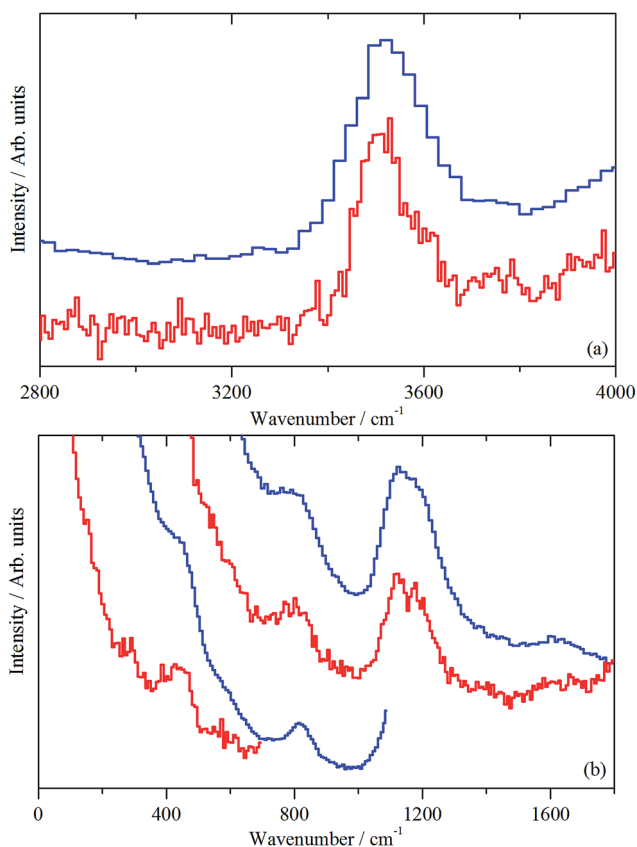 Intensity / Arb. units
(a)
2800 3200 3600 4000
Wavenumber / cm-1
Intensity / Arb. units
(b)
0 400 800 1200 1600
Wavenumber / cm-1